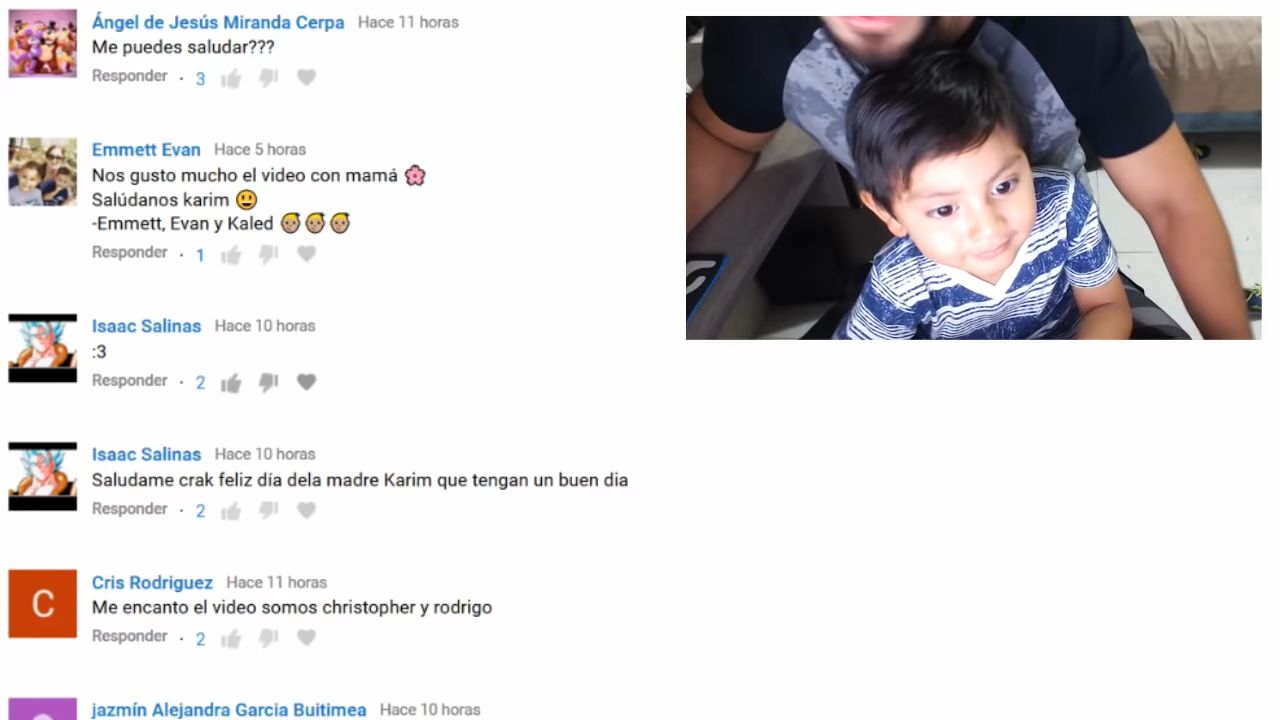 Ángel de Jesús Miranda Cerpa Hace 11 horas
Me puedes saludar???
Responder · 3
Emmett Evan Hace 5 horas
Nos gusto mucho el video con mamá 🌸
Salúdanos karim 😃
-Emmett, Evan y Kaled 👼🏽👼🏽👼🏽
Responder · 1
Isaac Salinas Hace 10 horas
:3
Responder · 2
Isaac Salinas Hace 10 horas
Saludame crak feliz día dela madre Karim que tengan un buen dia
Responder · 2
C
Cris Rodriguez Hace 11 horas
Me encanto el video somos christopher y rodrigo
Responder · 2
jazmín Alejandra Garcia Buitimea Hace 10 horas